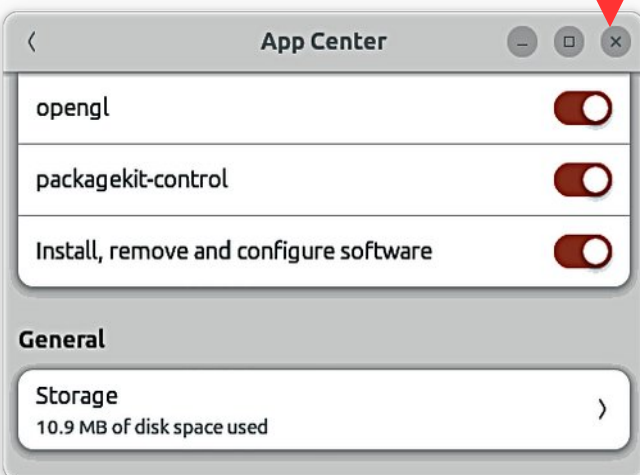 App Center
opengl
packagekit-control
Install, remove and configure software
General
Storage
10.9 MB of disk space used